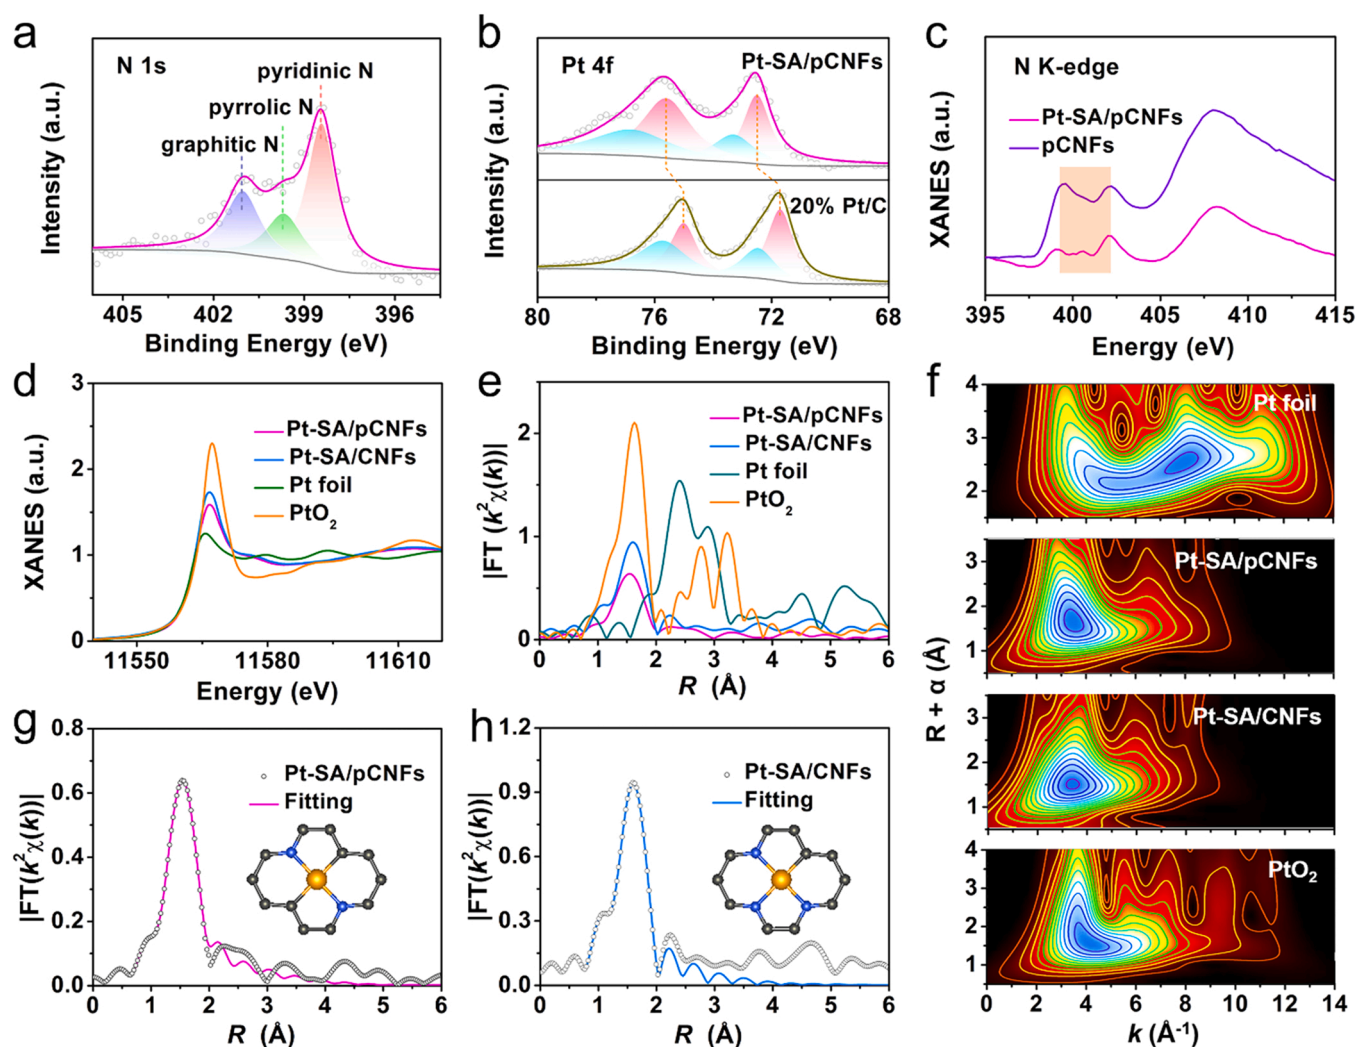 a
N 1s
pyridinic N
pyrrolic N
graphitic N
Intensity (a.u.)
405 402 399 396
Binding Energy (eV)
b
Pt 4f
Pt-SA/pCNFs
20% Pt/C
Intensity (a.u.)
80 76 72 68
Binding Energy (eV)
c
N K-edge
Pt-SA/pCNFs
pCNFs
XANES (a.u.)
395 400 405 410 415
Energy (eV)
d
3
2
1
0
XANES (a.u.)
Pt-SA/pCNFs
Pt-SA/CNFs
Pt foil
PtO2
11550 11580 11610
Energy (eV)
e
2
1
0
|FT (k²χ(k))|
Pt-SA/pCNFs
Pt-SA/CNFs
Pt foil
PtO2
0 1 2 3 4 5 6
R (Å)
f
4
3
2
Pt foil
3
2
1
Pt-SA/pCNFs
3
2
1
Pt-SA/CNFs
4
3
2
1
PtO2
R + α (Å)
0 2 4 6 8 10 12 14
k (Å-1)
g
0.8
0.6
0.4
0.2
0.0
|FT(k²χ(k))|
Pt-SA/pCNFs
Fitting
0 1 2 3 4 5 6
R (Å)
h
1.2
0.9
0.6
0.3
0.0
|FT(k²χ(k))|
Pt-SA/CNFs
Fitting
0 1 2 3 4 5 6
R (Å)